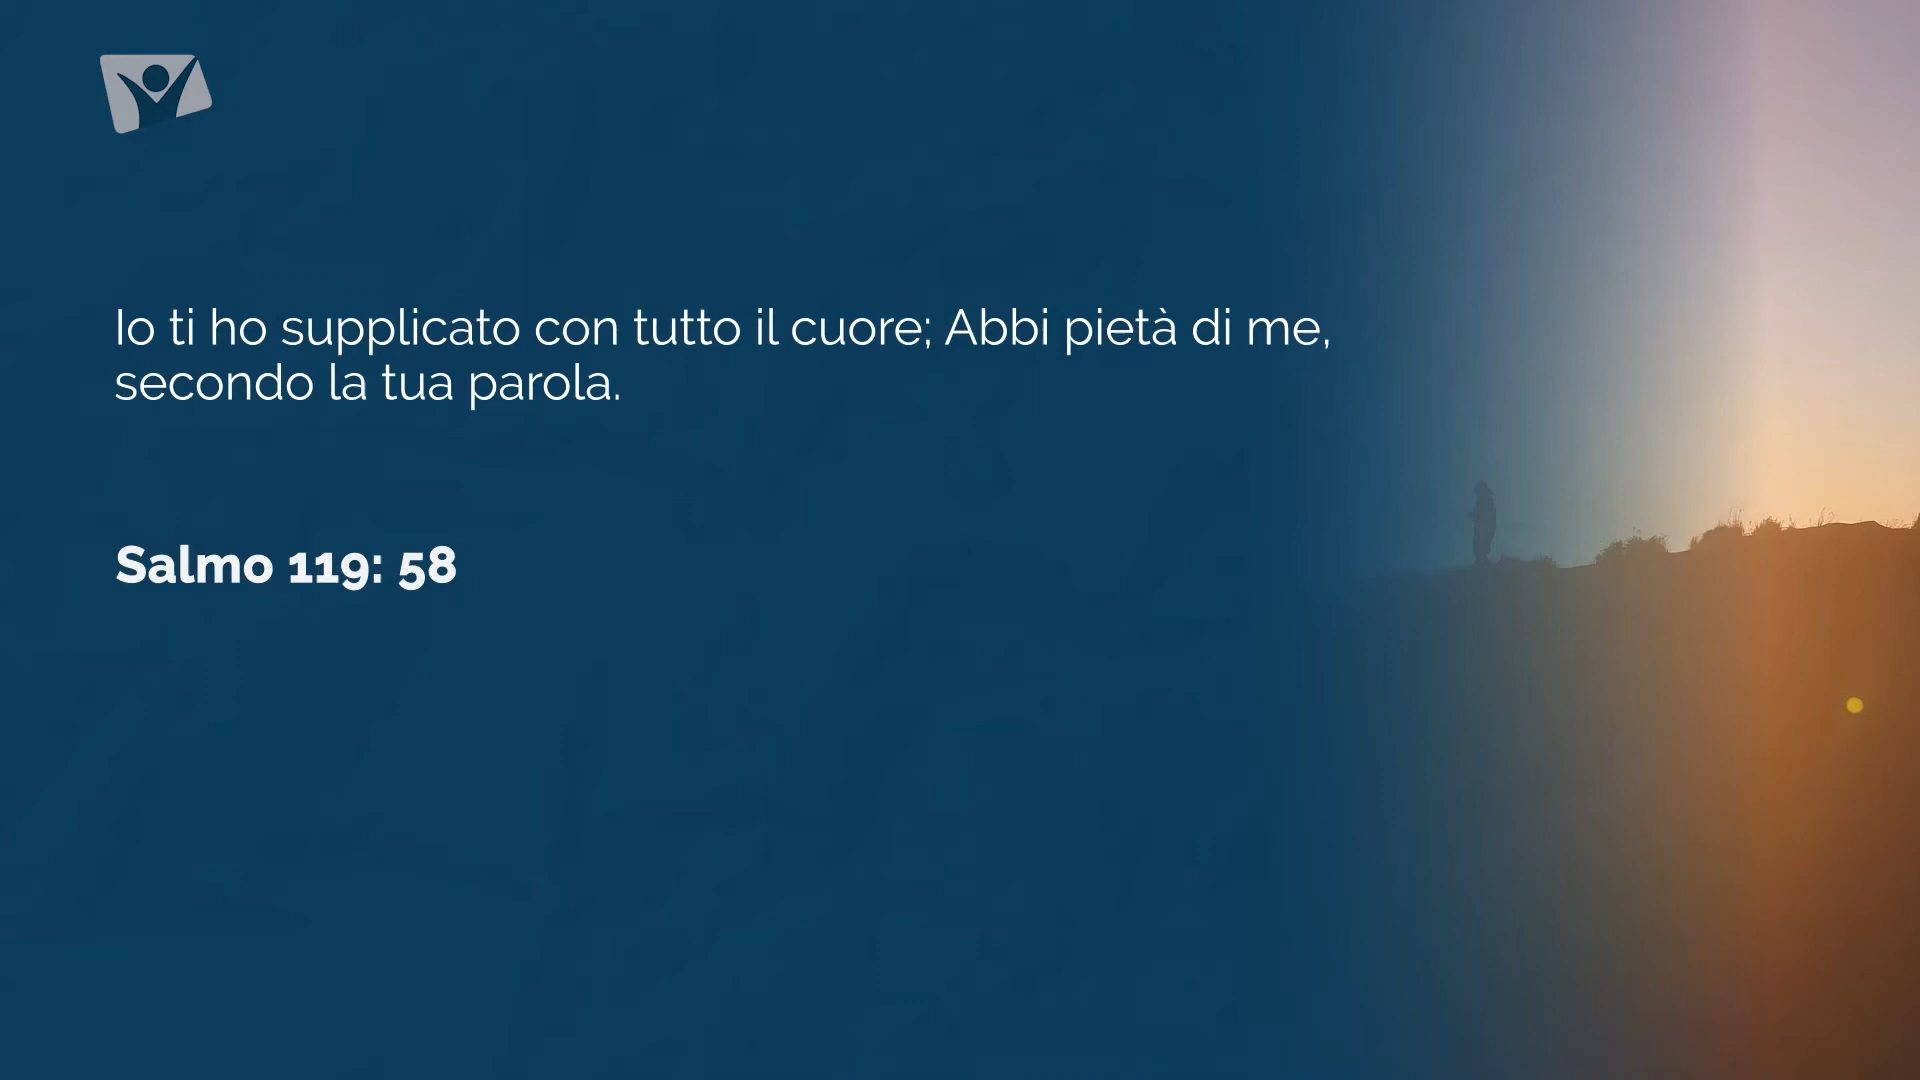 Io ti ho supplicato con tutto il cuore; Abbi pietà di me,
secondo la tua parola.
Salmo 119: 58